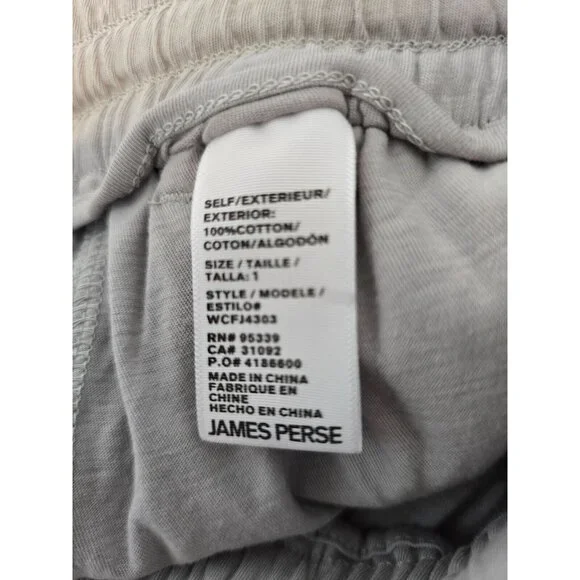 SELF/EXTERIEUR/
EXTERIOR:
100%COTTON/
COTON/ALGODÓN
SIZE / TAILLE /
TALLA: 1
STYLE / MODELE /
ESTILO#
WCFJ4303
RN# 95339
CA# 31092
P.O# 4186600
MADE IN CHINA
FABRIQUE EN
CHINE
HECHO EN CHINA
JAMES PERSE